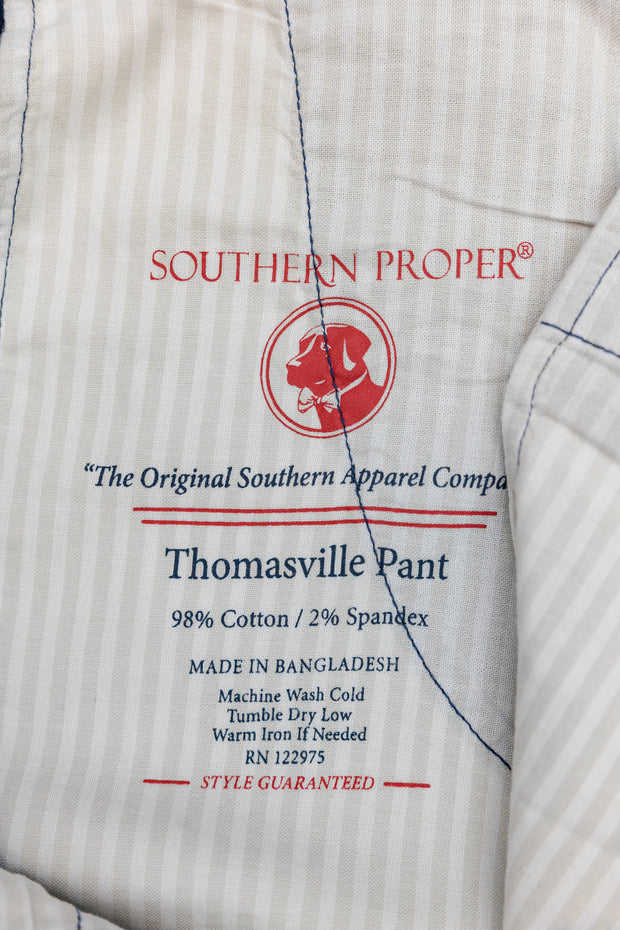 SOUTHERN PROPER®
“The Original Southern Apparel
Thomasville Pant
98% Cotton / 2% Spandex
MADE IN BANGLADESH
Machine Wash Cold
Tumble Dry Low
Warm Iron If Needed
RN 122975
STYLE GUARANTEED